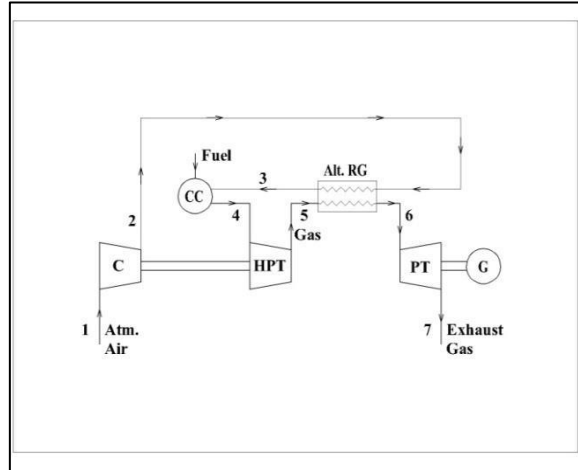 Fuel
3
Alt. RG
CC
2
4
5
6
Gas
C
HPT
PT
G
1
Atm.
Air
7
Exhaust
Gas